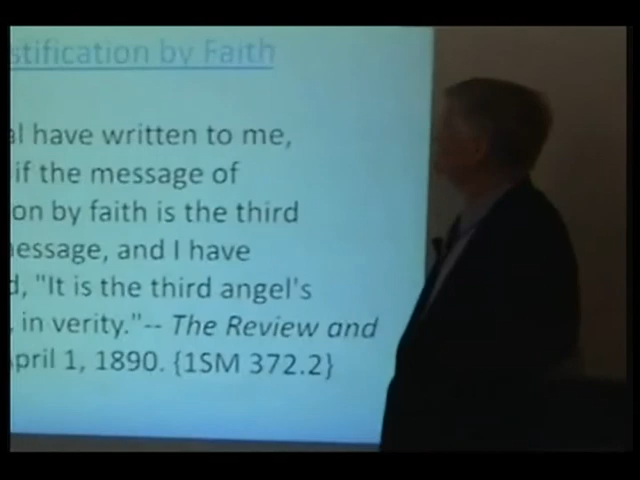 stification by Faith
al have written to me,
if the message of
on by faith is the third
essage, and I have
d, "It is the third angel's
, in verity."-- The Review and
pril 1, 1890. {1SM 372.2}